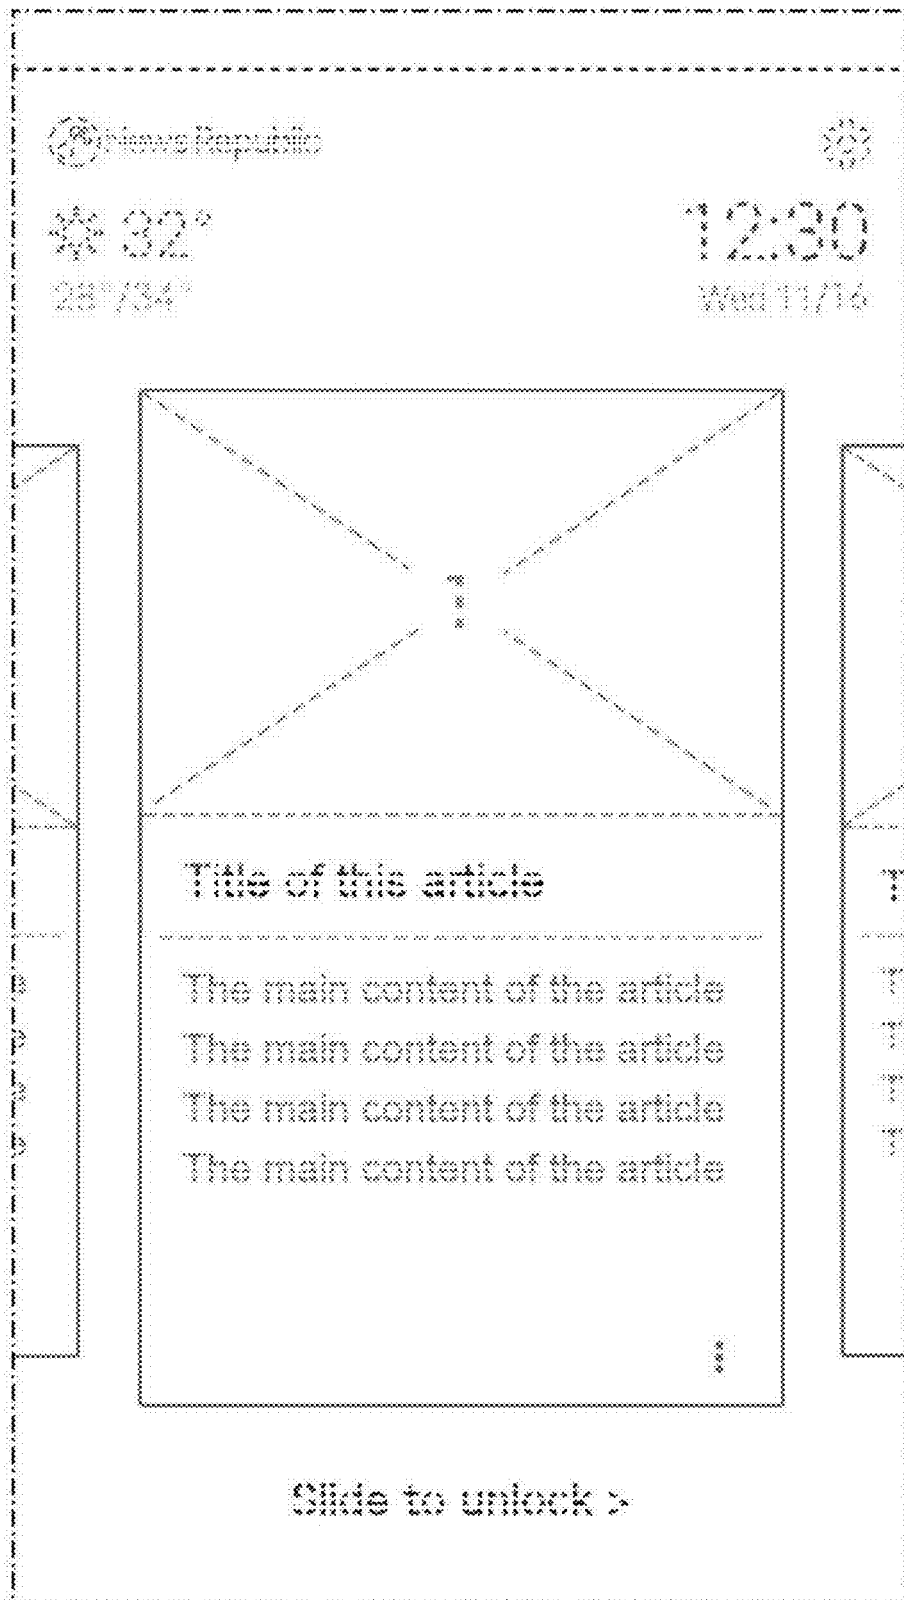 News Republic
32°
12:30
28°/34°
Wed 11/16
1
Title of this article
The main content of the article
The main content of the article
The main content of the article
The main content of the article
T
T
T
T
T
e
e
e
e
Slide to unlock >